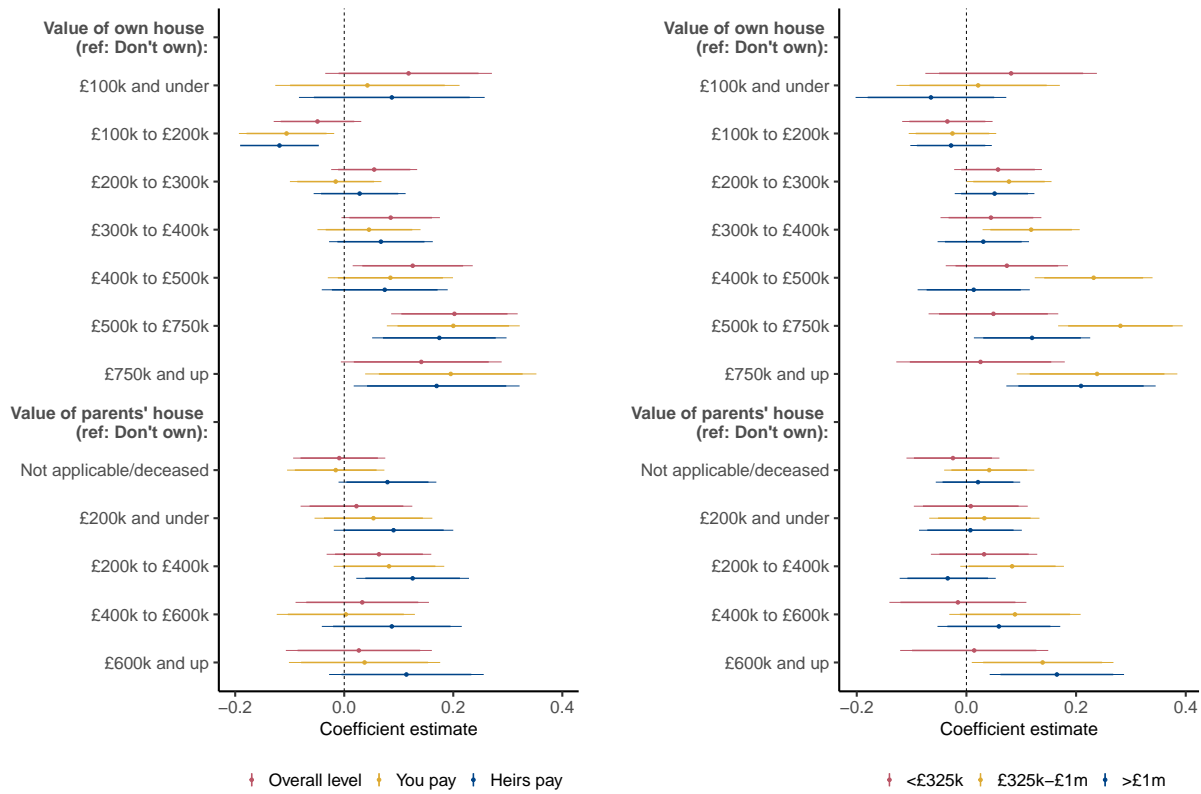 Value of own house
(ref: Don't own):
£100k and under
£100k to £200k
£200k to £300k
£300k to £400k
£400k to £500k
£500k to £750k
£750k and up
Value of parents' house
(ref: Don't own):
Not applicable/deceased
£200k and under
£200k to £400k
£400k to £600k
£600k and up
−0.2 0.0 0.2 0.4
Coefficient estimate
Overall level You pay Heirs pay
Value of own house
(ref: Don't own):
£100k and under
£100k to £200k
£200k to £300k
£300k to £400k
£400k to £500k
£500k to £750k
£750k and up
Value of parents' house
(ref: Don't own):
Not applicable/deceased
£200k and under
£200k to £400k
£400k to £600k
£600k and up
−0.2 0.0 0.2 0.4
Coefficient estimate
<£325k £325k−£1m >£1m